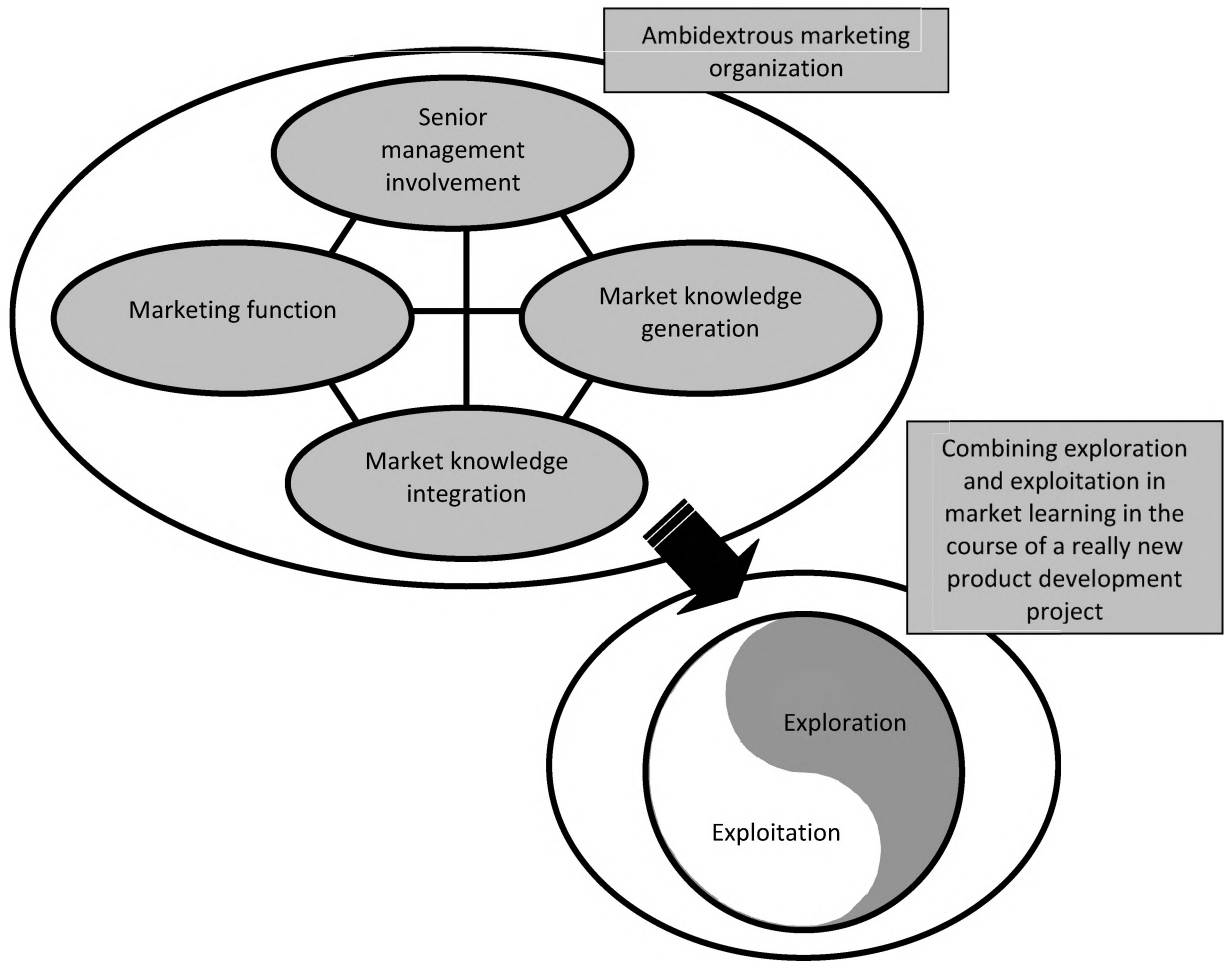 Ambidextrous marketing
organization
Senior
management
involvement
Marketing function
Market knowledge
generation
Market knowledge
integration
Combining exploration
and exploitation in
market learning in the
course of a really new
product development
project
Exploration
Exploitation